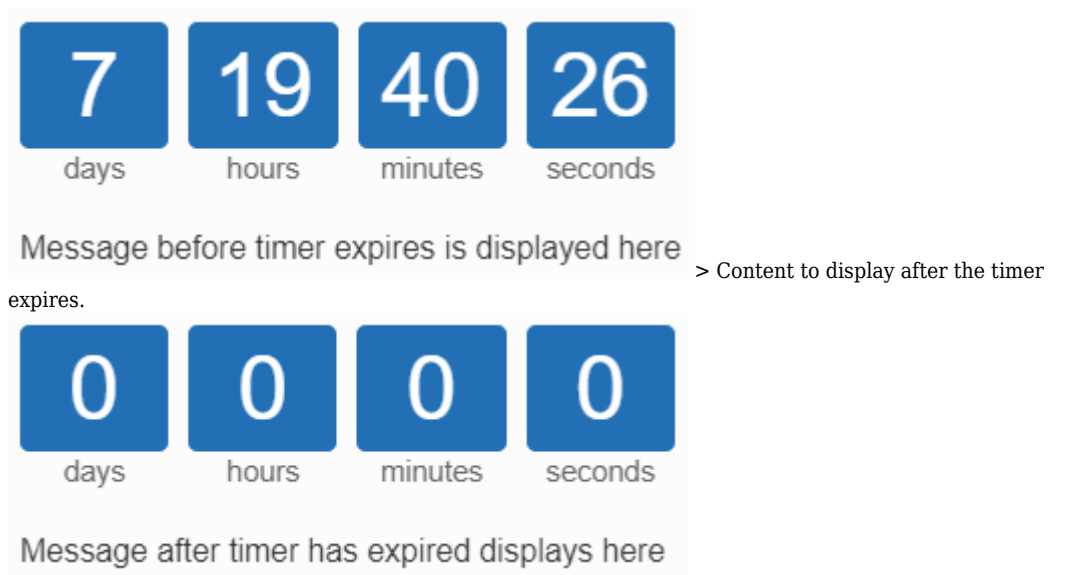 7 19 40 26
days hours minutes seconds
Message before timer expires is displayed here
> Content to display after the timer
expires.
0 0 0 0
days hours minutes seconds
Message after timer has expired displays here